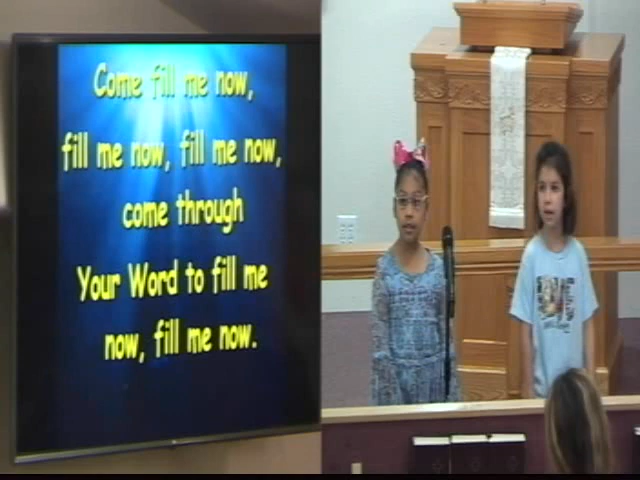 Come fill me now,
fill me now, fill me now,
come through
Your Word to fill me
now, fill me now.